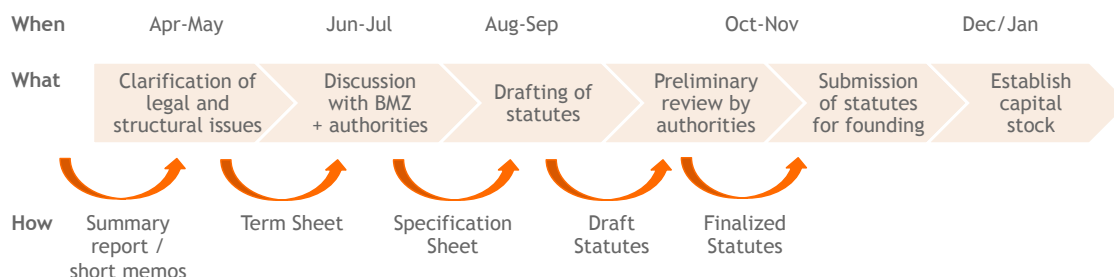 When Apr-May Jun-Jul Aug-Sep Oct-Nov Dec/Jan
What
Clarification of
legal and
structural issues
Discussion
with BMZ
+ authorities
Drafting of
statutes
Preliminary
review by
authorities
Submission
of statutes
for founding
Establish
capital
stock
How
Summary
report /
short memos
Term Sheet
Specification
Sheet
Draft
Statutes
Finalized
Statutes